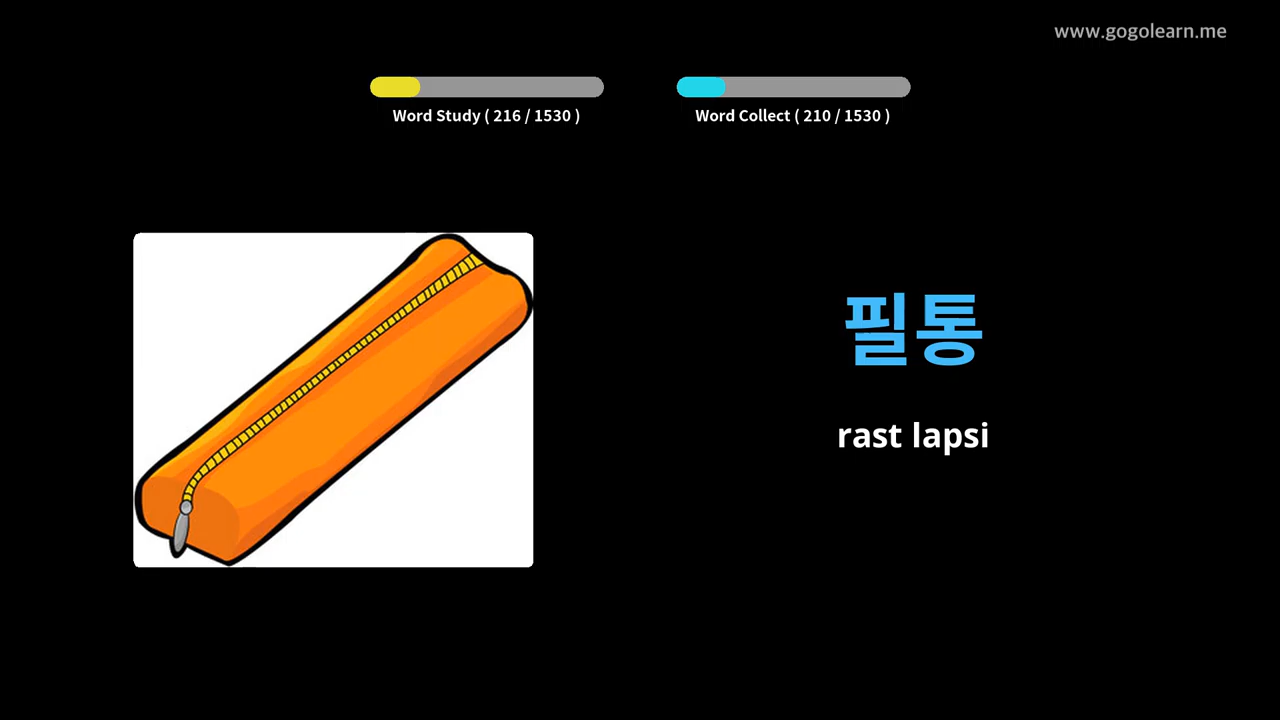 www.gogolearn.me
Word Study ( 216 / 1530 )
Word Collect ( 210 / 1530 )
필통
rast lapsi